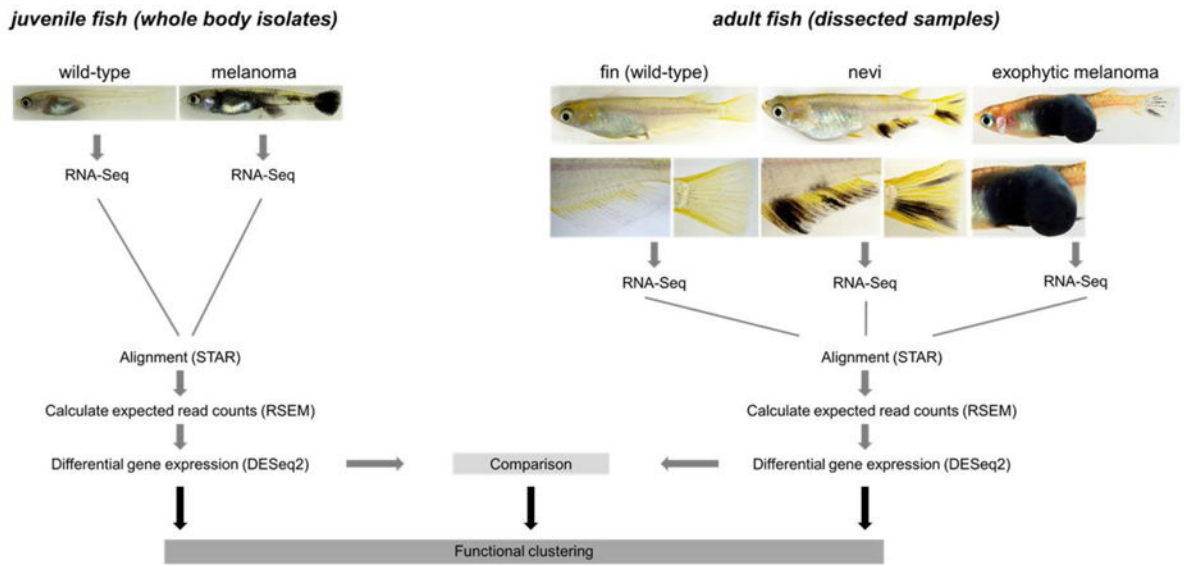 juvenile fish (whole body isolates)
adult fish (dissected samples)
wild-type
melanoma
fin (wild-type)
nevi
exophytic melanoma
RNA-Seq
RNA-Seq
RNA-Seq
RNA-Seq
RNA-Seq
Alignment (STAR)
Alignment (STAR)
Calculate expected read counts (RSEM)
Calculate expected read counts (RSEM)
Differential gene expression (DESeq2)
Comparison
Differential gene expression (DESeq2)
Functional clustering